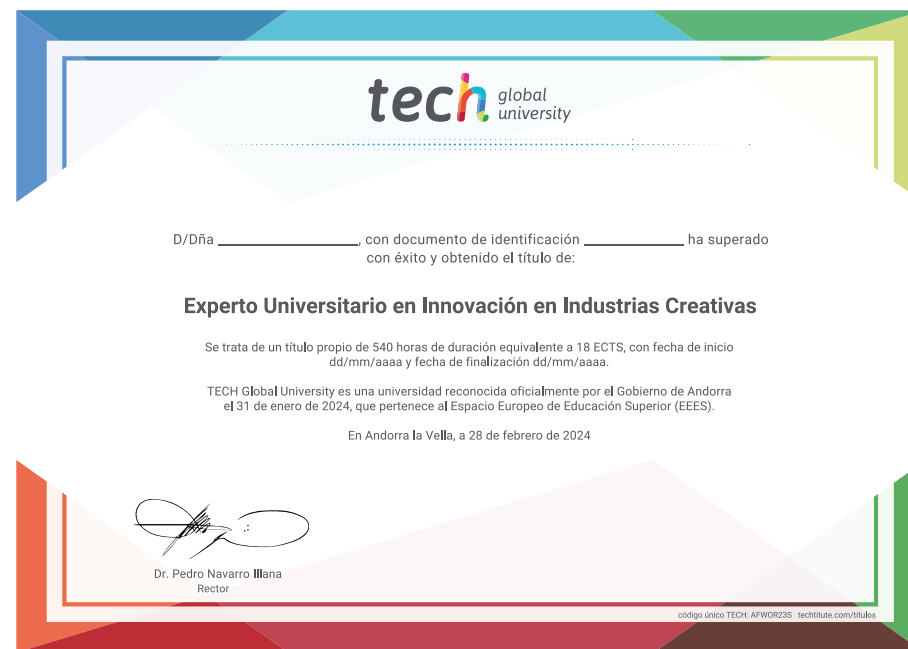 tech global university
D/Dña ______________, con documento de identificación __________ ha superado
con éxito y obtenido el título de:
Experto Universitario en Innovación en Industrias Creativas
Se trata de un título propio de 540 horas de duración equivalente a 18 ECTS, con fecha de inicio
dd/mm/aaaa y fecha de finalización dd/mm/aaaa.
TECH Global University es una universidad reconocida oficialmente por el Gobierno de Andorra
el 31 de enero de 2024, que pertenece al Espacio Europeo de Educación Superior (EEES).
En Andorra la Vella, a 28 de febrero de 2024
Dr. Pedro Navarro Illana
Rector
código único TECH: AFWOR23S techtitute.com/titulos